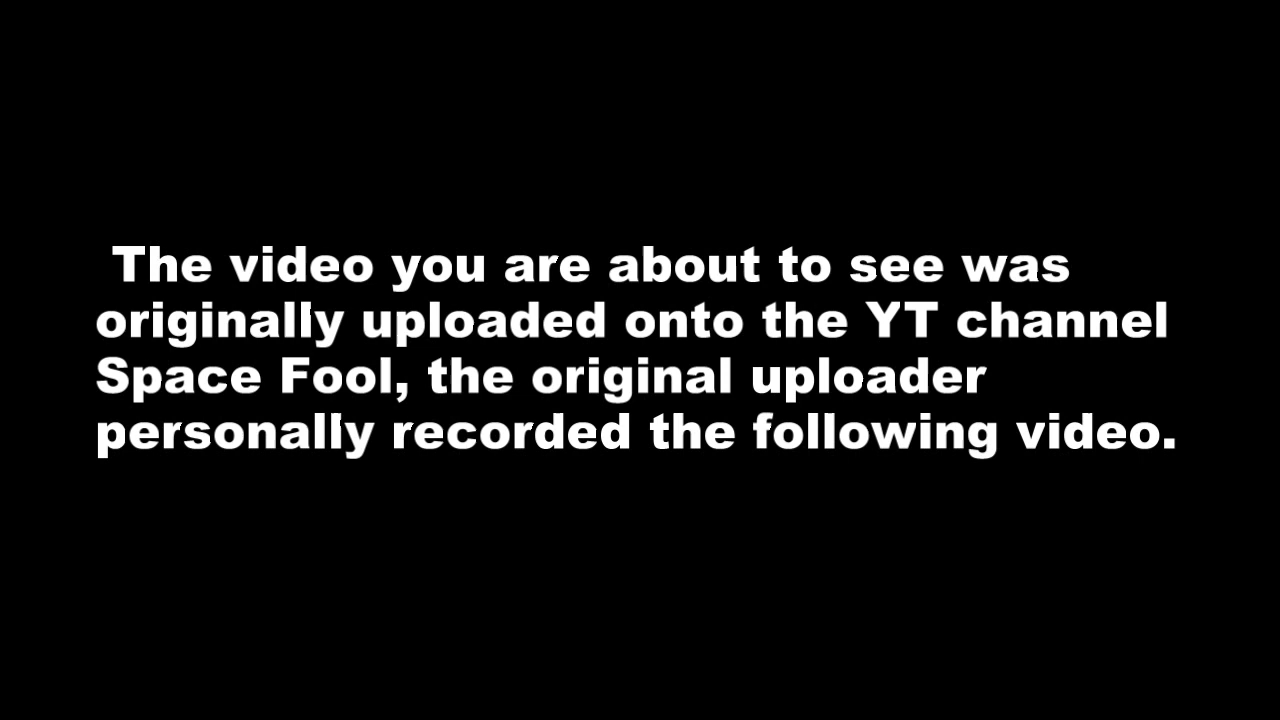 The video you are about to see was
originally uploaded onto the YT channel
Space Fool, the original uploader
personally recorded the following video.